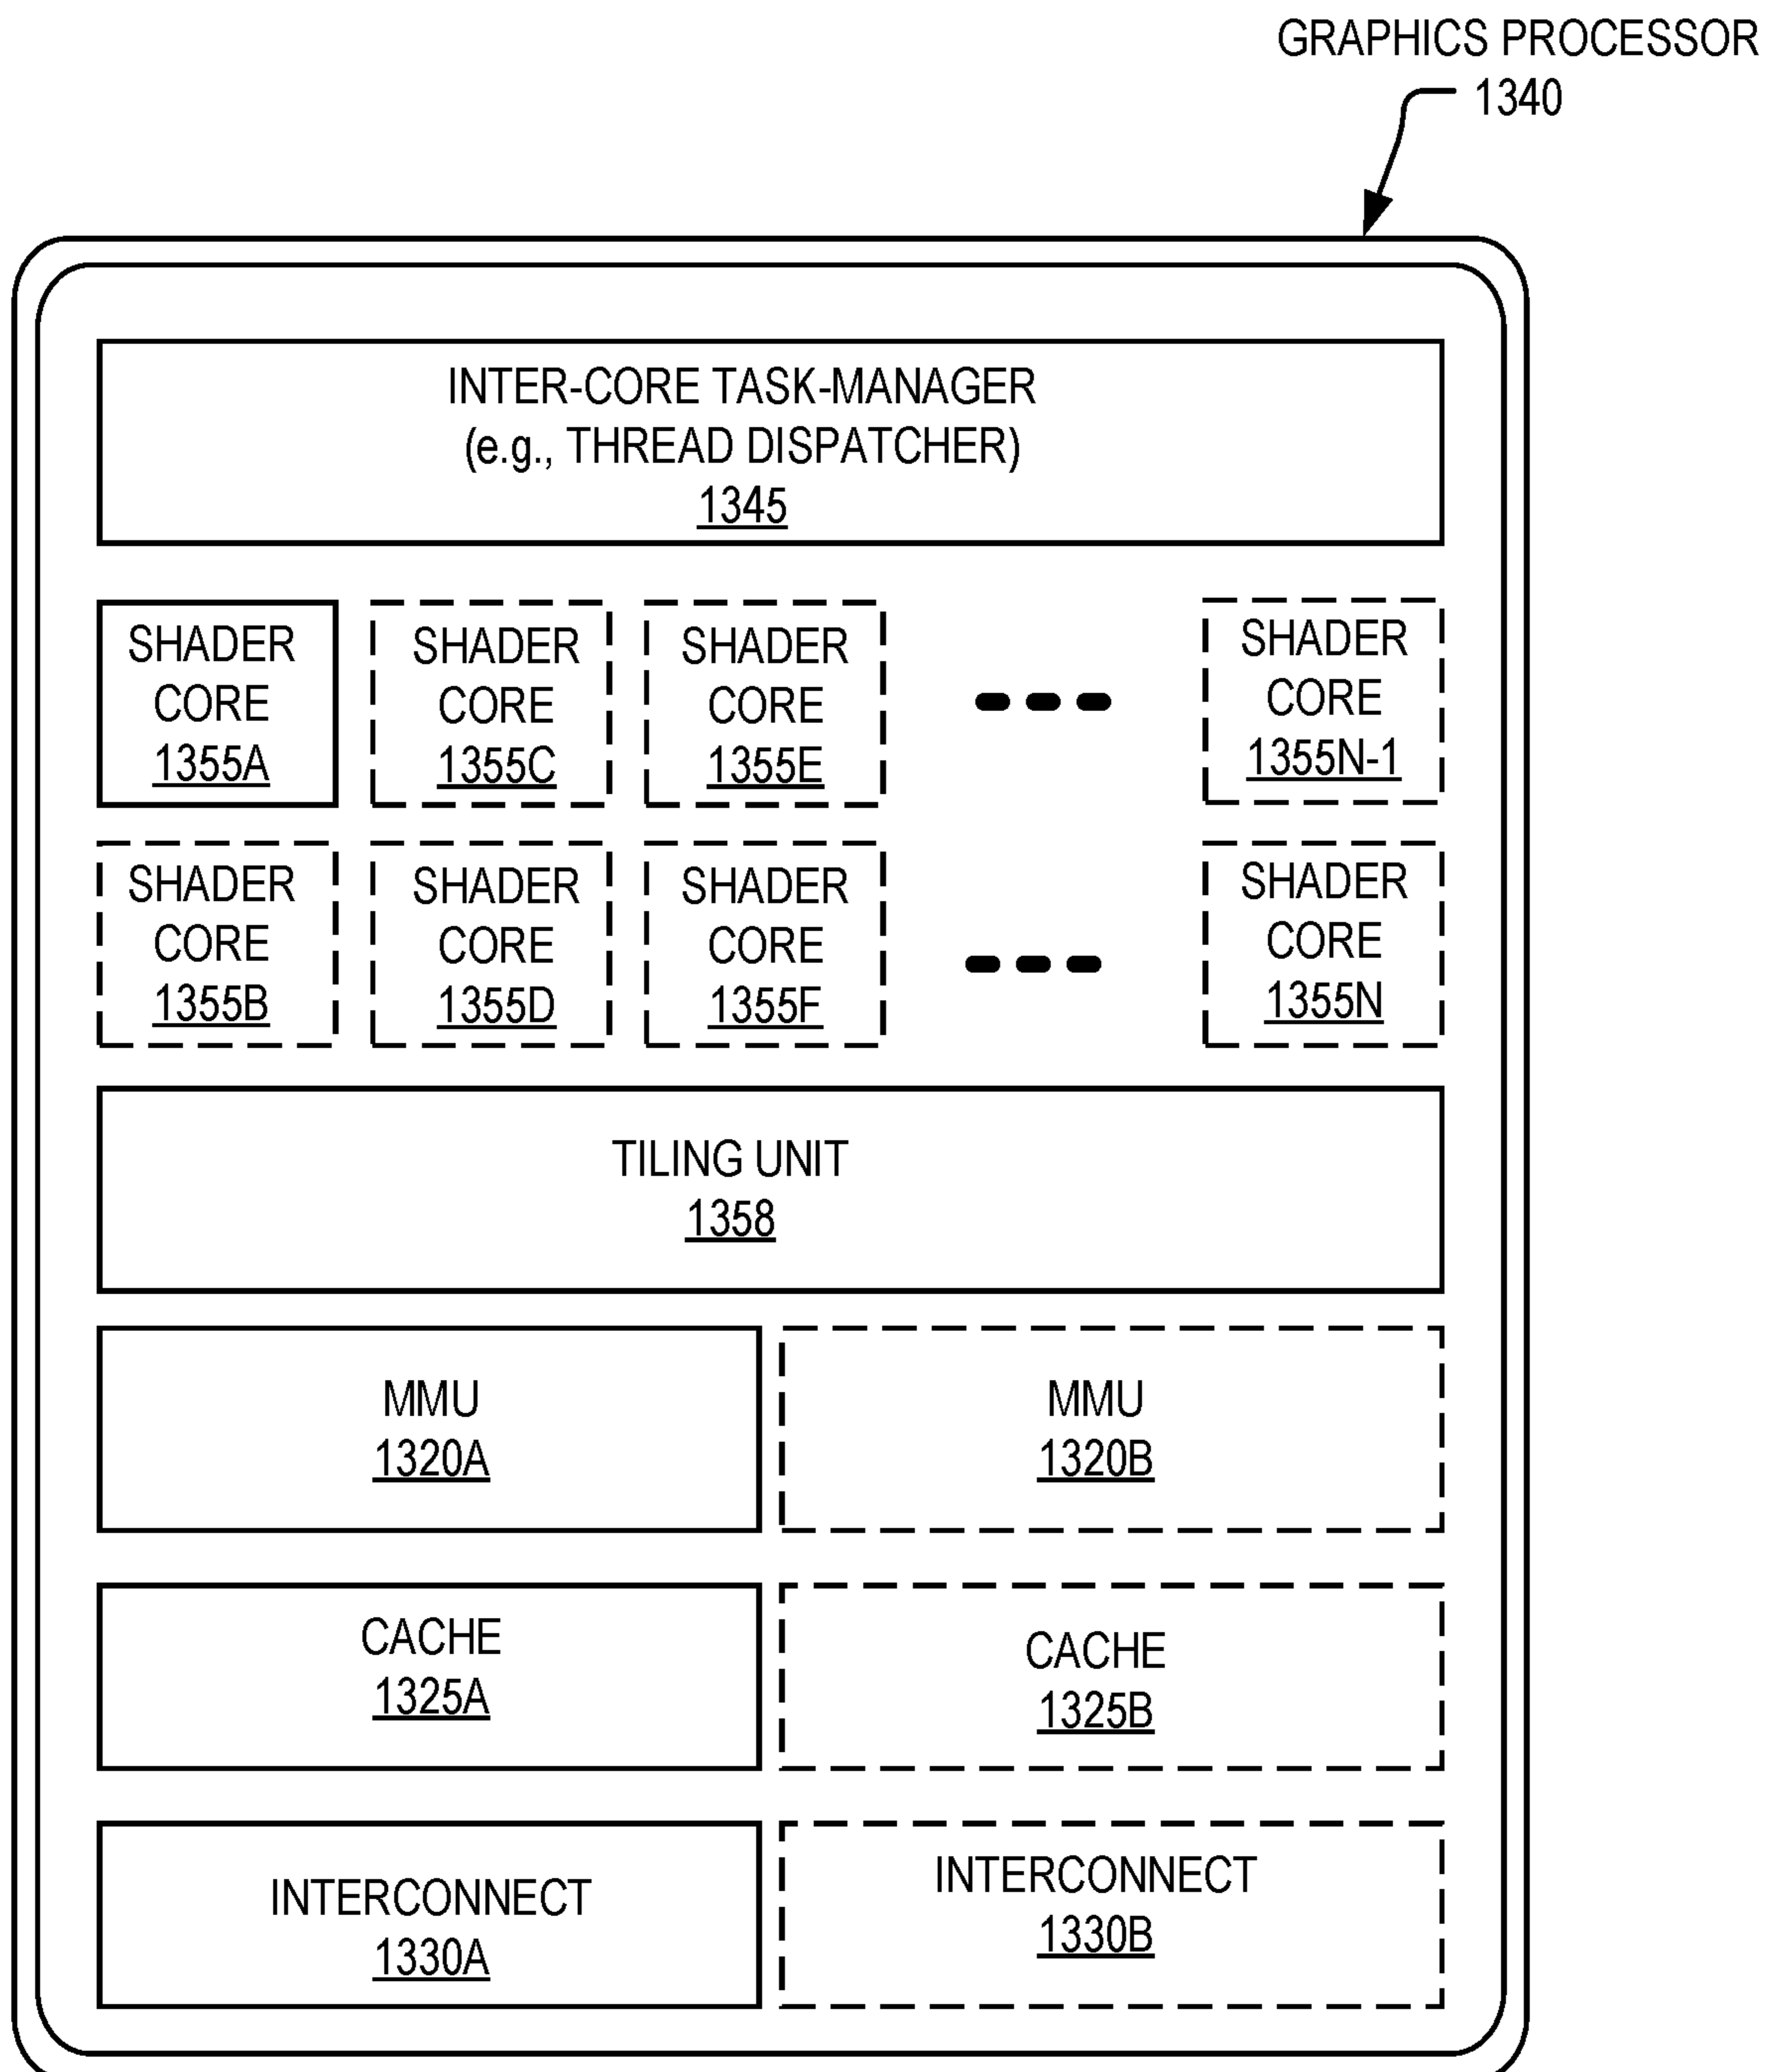 GRAPHICS PROCESSOR
1340
INTER-CORE TASK-MANAGER
(e.g., THREAD DISPATCHER)
1345
SHADER
CORE
1355A
SHADER
CORE
1355C
SHADER
CORE
1355E
SHADER
CORE
1355N-1
SHADER
CORE
1355B
SHADER
CORE
1355D
SHADER
CORE
1355F
SHADER
CORE
1355N
TILING UNIT
1358
MMU
1320A
MMU
1320B
CACHE
1325A
CACHE
1325B
INTERCONNECT
1330A
INTERCONNECT
1330B